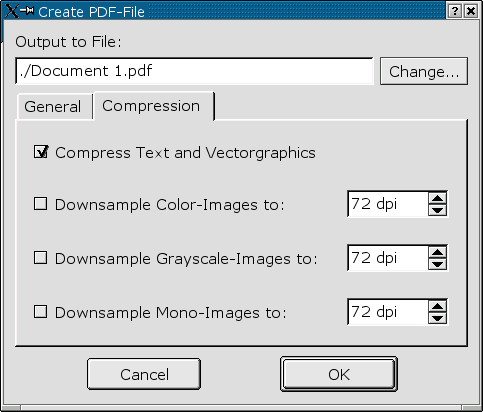 Create PDF-File
Output to File:
./Document 1.pdf
Change...
General
Compression
Compress Text and Vectorgraphics
Downsample Color-Images to:
72 dpi
Downsample Grayscale-Images to:
72 dpi
Downsample Mono-Images to:
72 dpi
Cancel
OK